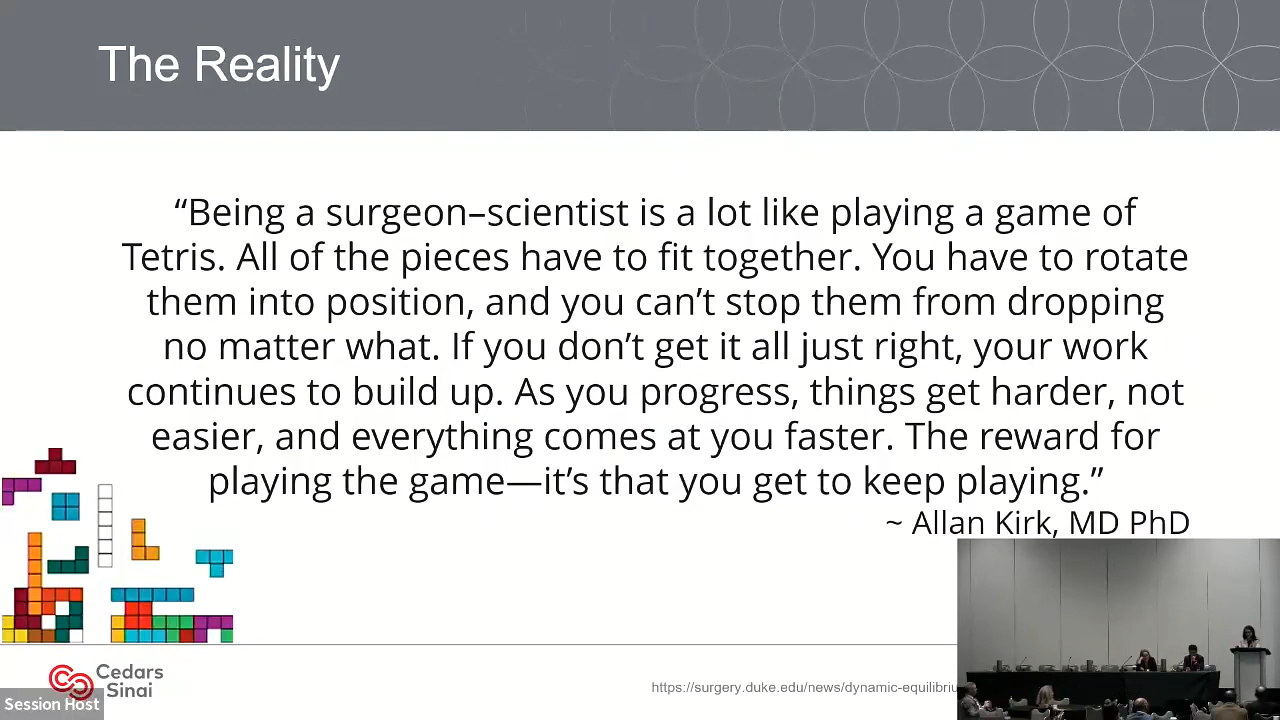 The Reality
“Being a surgeon–scientist is a lot like playing a game of
Tetris. All of the pieces have to fit together. You have to rotate
them into position, and you can’t stop them from dropping
no matter what. If you don’t get it all just right, your work
continues to build up. As you progress, things get harder, not
easier, and everything comes at you faster. The reward for
playing the game—it’s that you get to keep playing.”
~ Allan Kirk, MD PhD
Cedars
Sinai
Session Host
https://surgery.duke.edu/news/dynamic-equilibriu